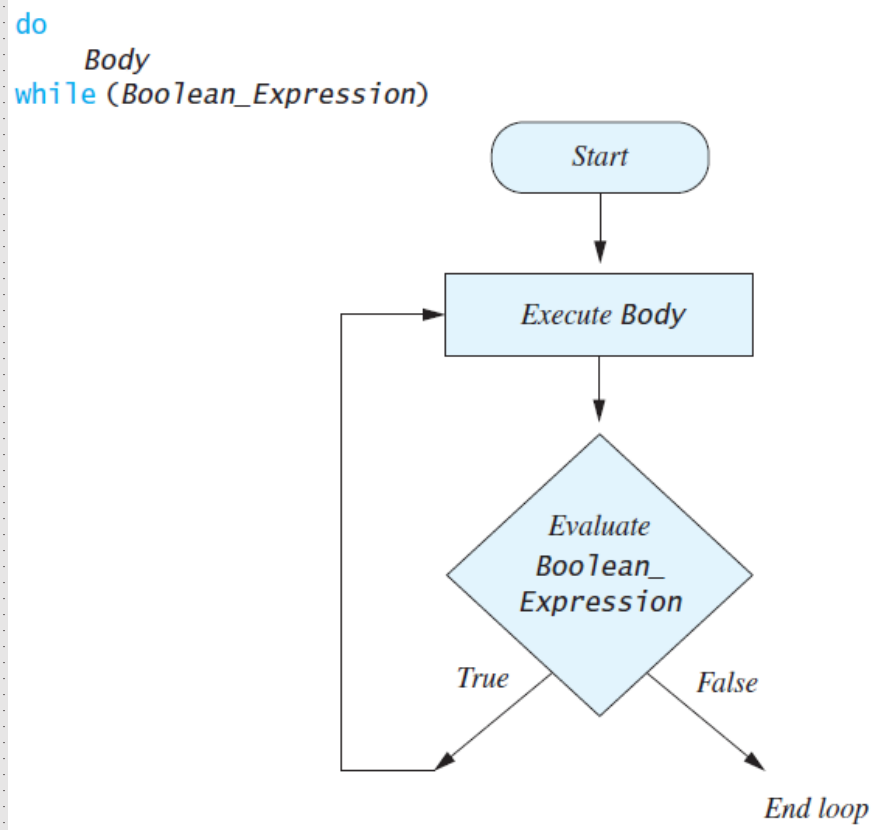 do
Body
while (Boolean_Expression)
Start
Execute Body
Evaluate
Boolean_
Expression
True
False
End loop